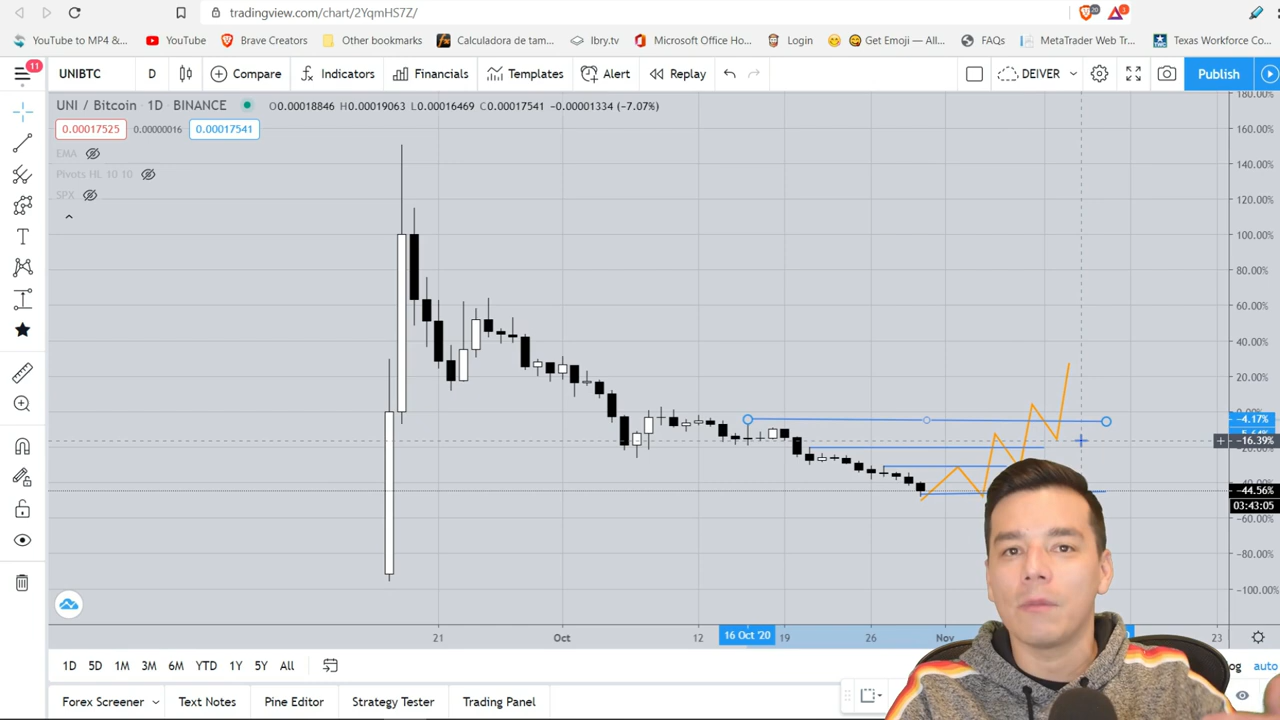 tradingview.com/chart/2YqmHS7Z/
20
3
YouTube to MP4 &...
YouTube
Brave Creators
Other bookmarks
Calculadora de tam...
lbry.tv
Microsoft Office Ho...
Login
Get Emoji — All...
FAQs
MetaTrader Web Tr...
Texas Workforce Co...
11
UNIBTC
D
Compare
Indicators
Financials
Templates
Alert
Replay
DEIVER
Publish
UNI / Bitcoin · 1D · BINANCE
O0.00018846 H0.00019063 L0.00016469 C0.00017541 −0.00001334 (−7.07%)
0.00017525
0.00000016
0.00017541
EMA
Pivots HL 10 10
SPX
180.00%
160.00%
140.00%
120.00%
100.00%
80.00%
60.00%
40.00%
20.00%
0.00%
−4.17%
−16.39%
−44.56%
03:43:05
−60.00%
−80.00%
−100.00%
21
Oct
12
16 Oct '20
19
26
Nov
23
1D
5D
1M
3M
6M
YTD
1Y
5Y
All
auto
Forex Screener
Text Notes
Pine Editor
Strategy Tester
Trading Panel